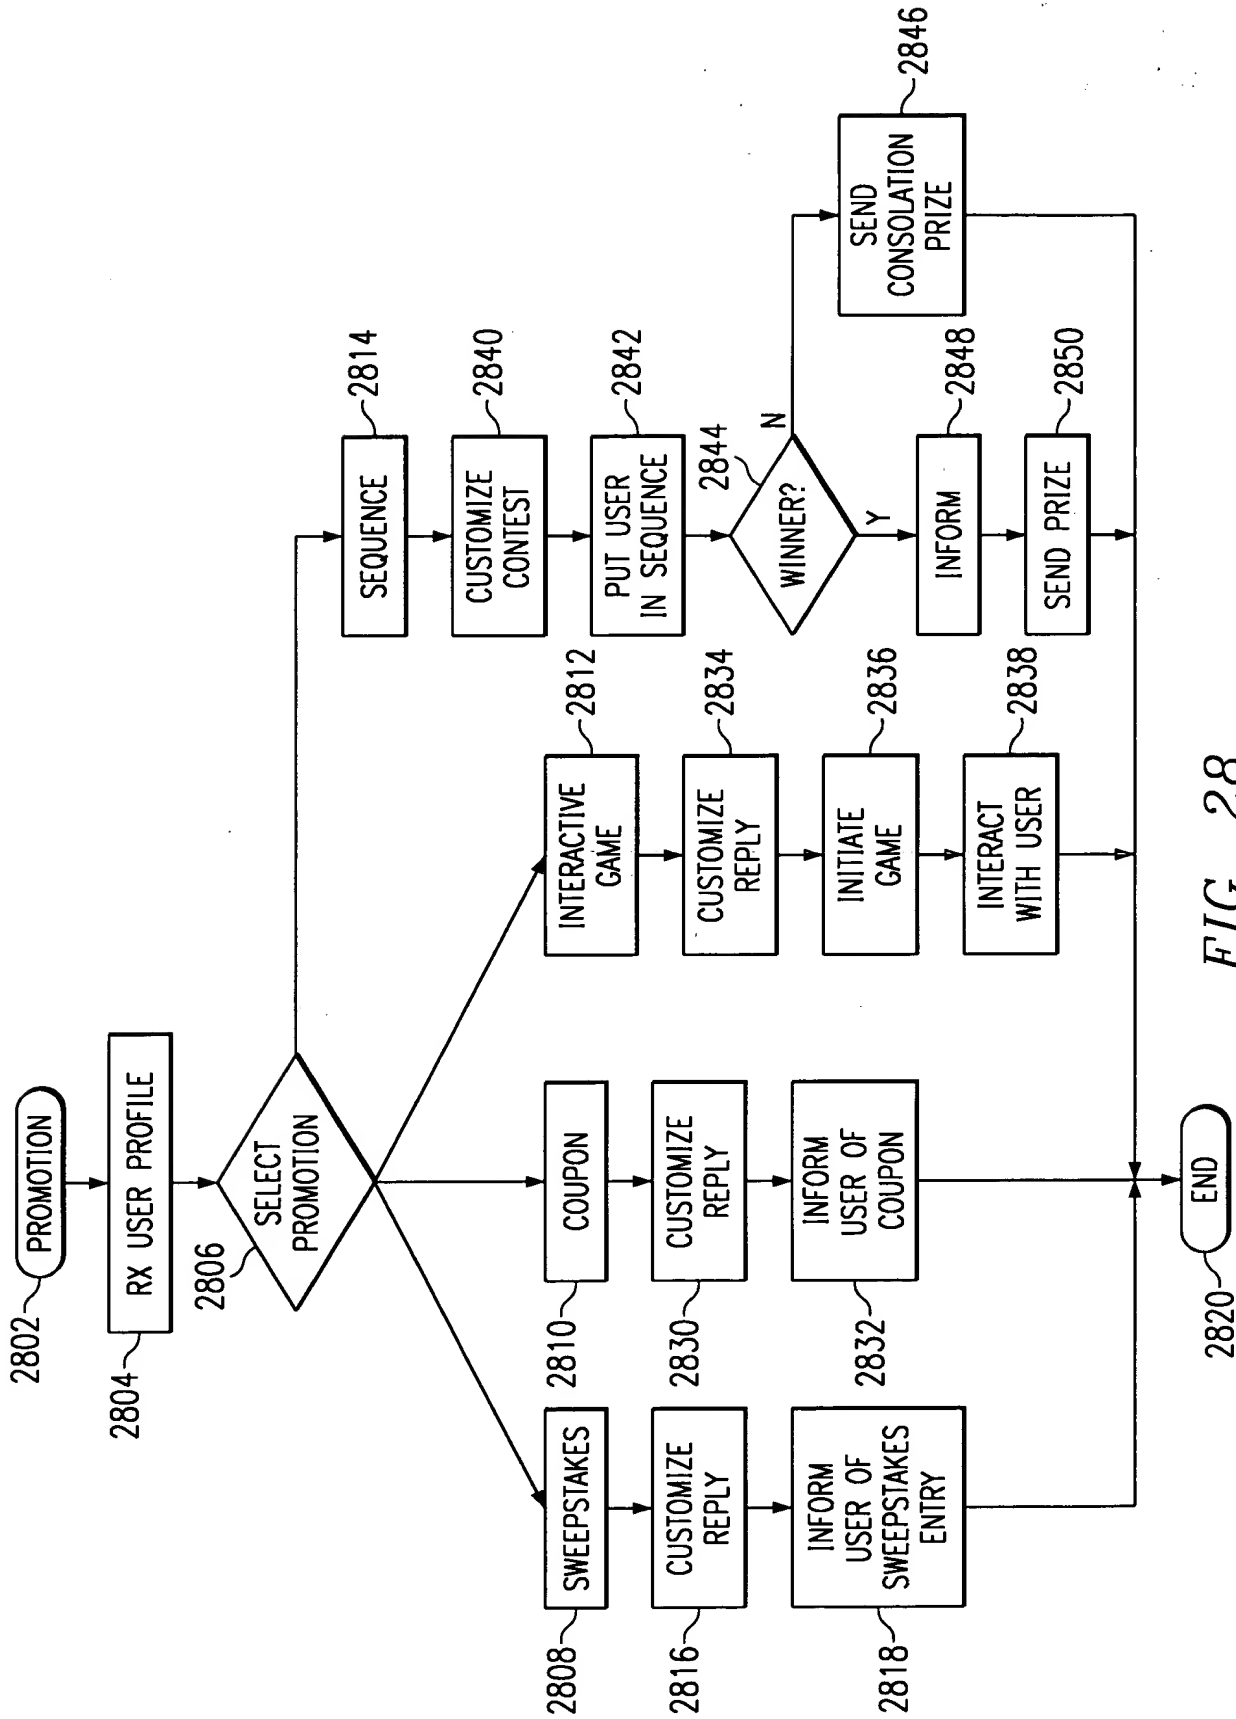 PROMOTION
2802
RX USER PROFILE
2804
SELECT
PROMOTION
2806
SWEEPSTAKES
2808
CUSTOMIZE
REPLY
2816
INFORM
USER OF
SWEEPSTAKES
ENTRY
2818
COUPON
2810
CUSTOMIZE
REPLY
2830
INFORM
USER OF
COUPON
2832
INTERACTIVE
GAME
2812
CUSTOMIZE
REPLY
2834
INITIATE
GAME
2836
INTERACT
WITH USER
2838
SEQUENCE
2814
CUSTOMIZE
CONTEST
2840
PUT USER
IN SEQUENCE
2842
WINNER?
2844
N
Y
SEND
CONSOLATION
PRIZE
2846
INFORM
2848
SEND PRIZE
2850
END
2820
FIG. 28